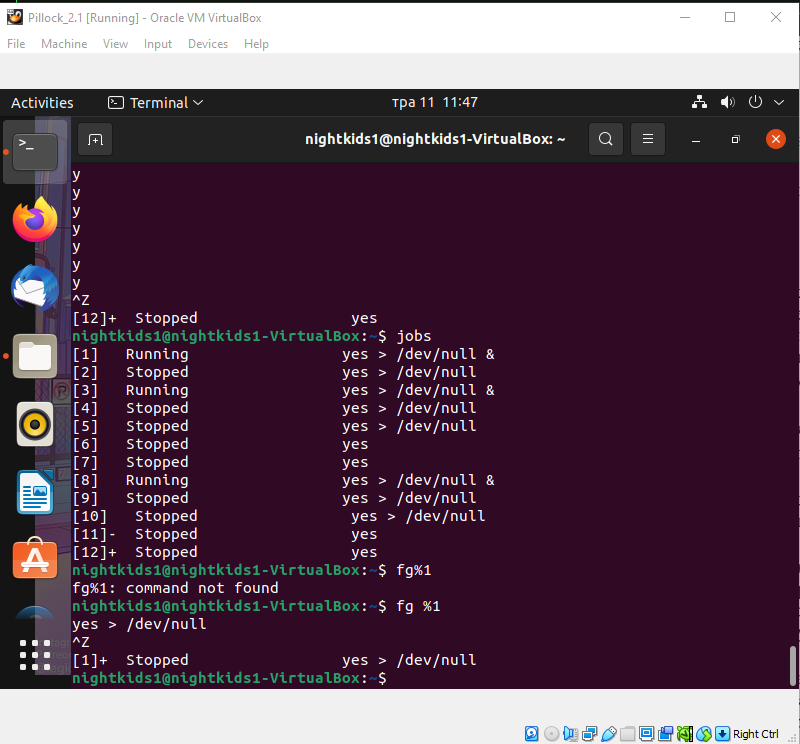 Pillock_2.1 [Running] - Oracle VM VirtualBox
File Machine View Input Devices Help
Activities Terminal тра 11 11:47
nightkids1@nightkids1-VirtualBox: ~
y
y
y
y
y
y
y
^Z
[12]+  Stopped                 yes
nightkids1@nightkids1-VirtualBox:~$ jobs
[1]   Running                 yes > /dev/null &
[2]   Stopped                 yes > /dev/null
[3]   Running                 yes > /dev/null &
[4]   Stopped                 yes > /dev/null
[5]   Stopped                 yes > /dev/null
[6]   Stopped                 yes
[7]   Stopped                 yes
[8]   Running                 yes > /dev/null &
[9]   Stopped                 yes > /dev/null
[10]   Stopped                 yes > /dev/null
[11]-  Stopped                 yes
[12]+  Stopped                 yes
nightkids1@nightkids1-VirtualBox:~$ fg%1
fg%1: command not found
nightkids1@nightkids1-VirtualBox:~$ fg %1
yes > /dev/null
^Z
[1]+  Stopped                 yes > /dev/null
nightkids1@nightkids1-VirtualBox:~$
Right Ctrl